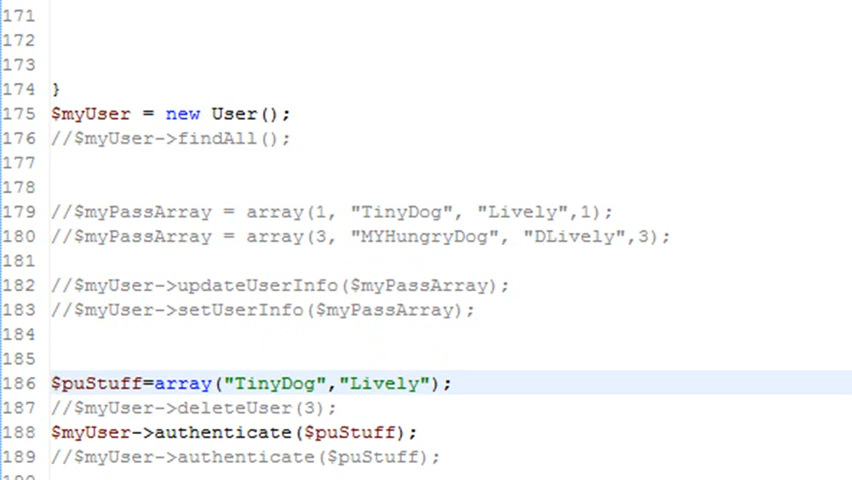 171
172
173
174 }
175 $myUser = new User();
176 //$myUser->findAll();
177
178
179 //$myPassArray = array(1, "TinyDog", "Lively",1);
180 //$myPassArray = array(3, "MYHungryDog", "DLively",3);
181
182 //$myUser->updateUserInfo($myPassArray);
183 //$myUser->setUserInfo($myPassArray);
184
185
186 $puStuff=array("TinyDog","Lively");
187 //$myUser->deleteUser(3);
188 $myUser->authenticate($puStuff);
189 //$myUser->authenticate($puStuff);